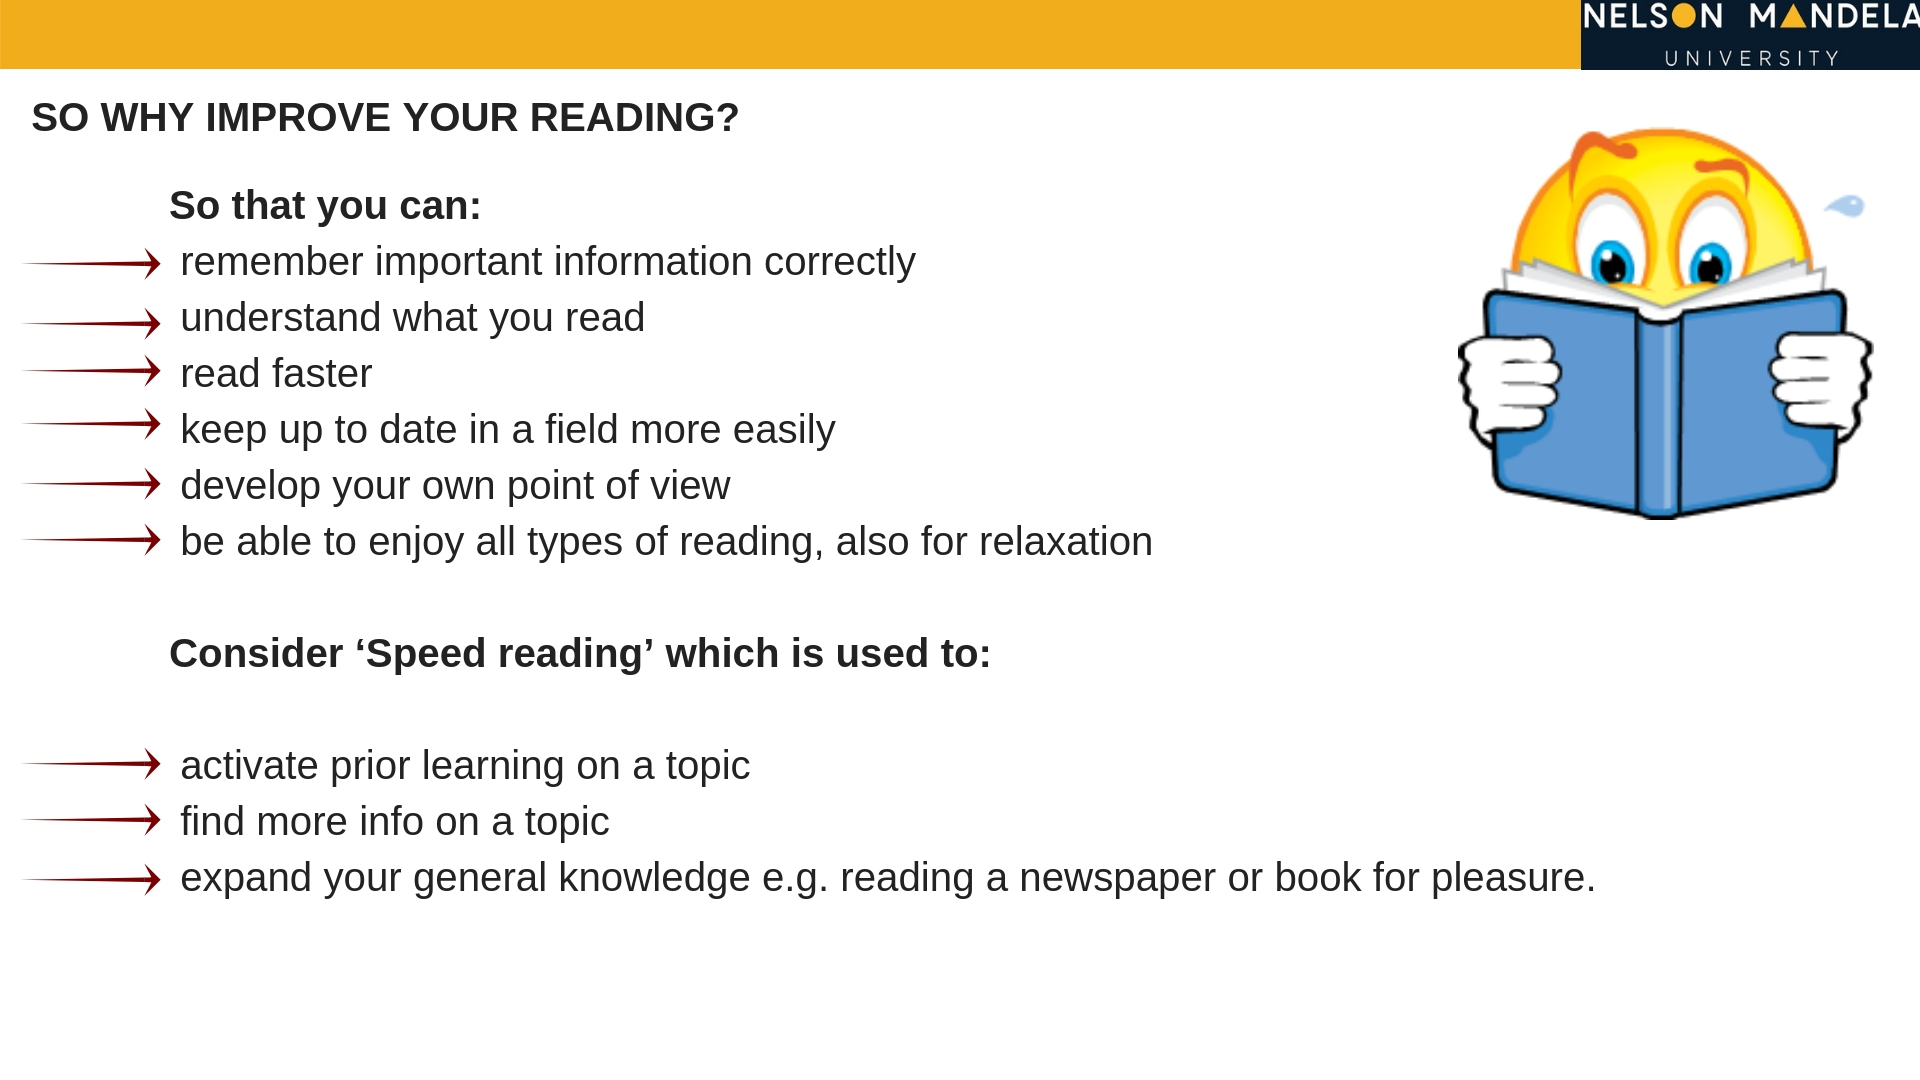 NELSON MANDELA
UNIVERSITY
SO WHY IMPROVE YOUR READING?
So that you can:
remember important information correctly
understand what you read
read faster
keep up to date in a field more easily
develop your own point of view
be able to enjoy all types of reading, also for relaxation
Consider ‘Speed reading’ which is used to:
activate prior learning on a topic
find more info on a topic
expand your general knowledge e.g. reading a newspaper or book for pleasure.